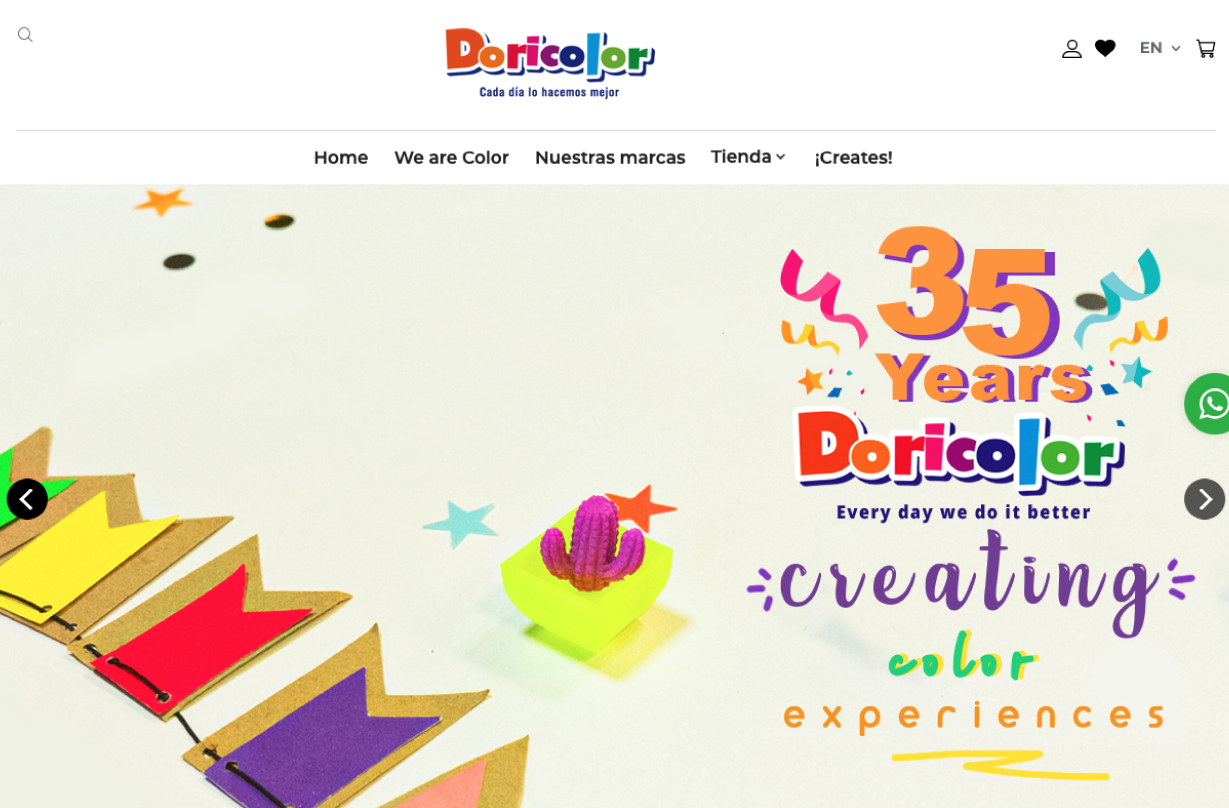 Doricolor
Cada día lo hacemos mejor
EN
Home We are Color Nuestras marcas Tienda ¡Creates!
35
Years
Doricolor
Every day we do it better
creating
color
experiences